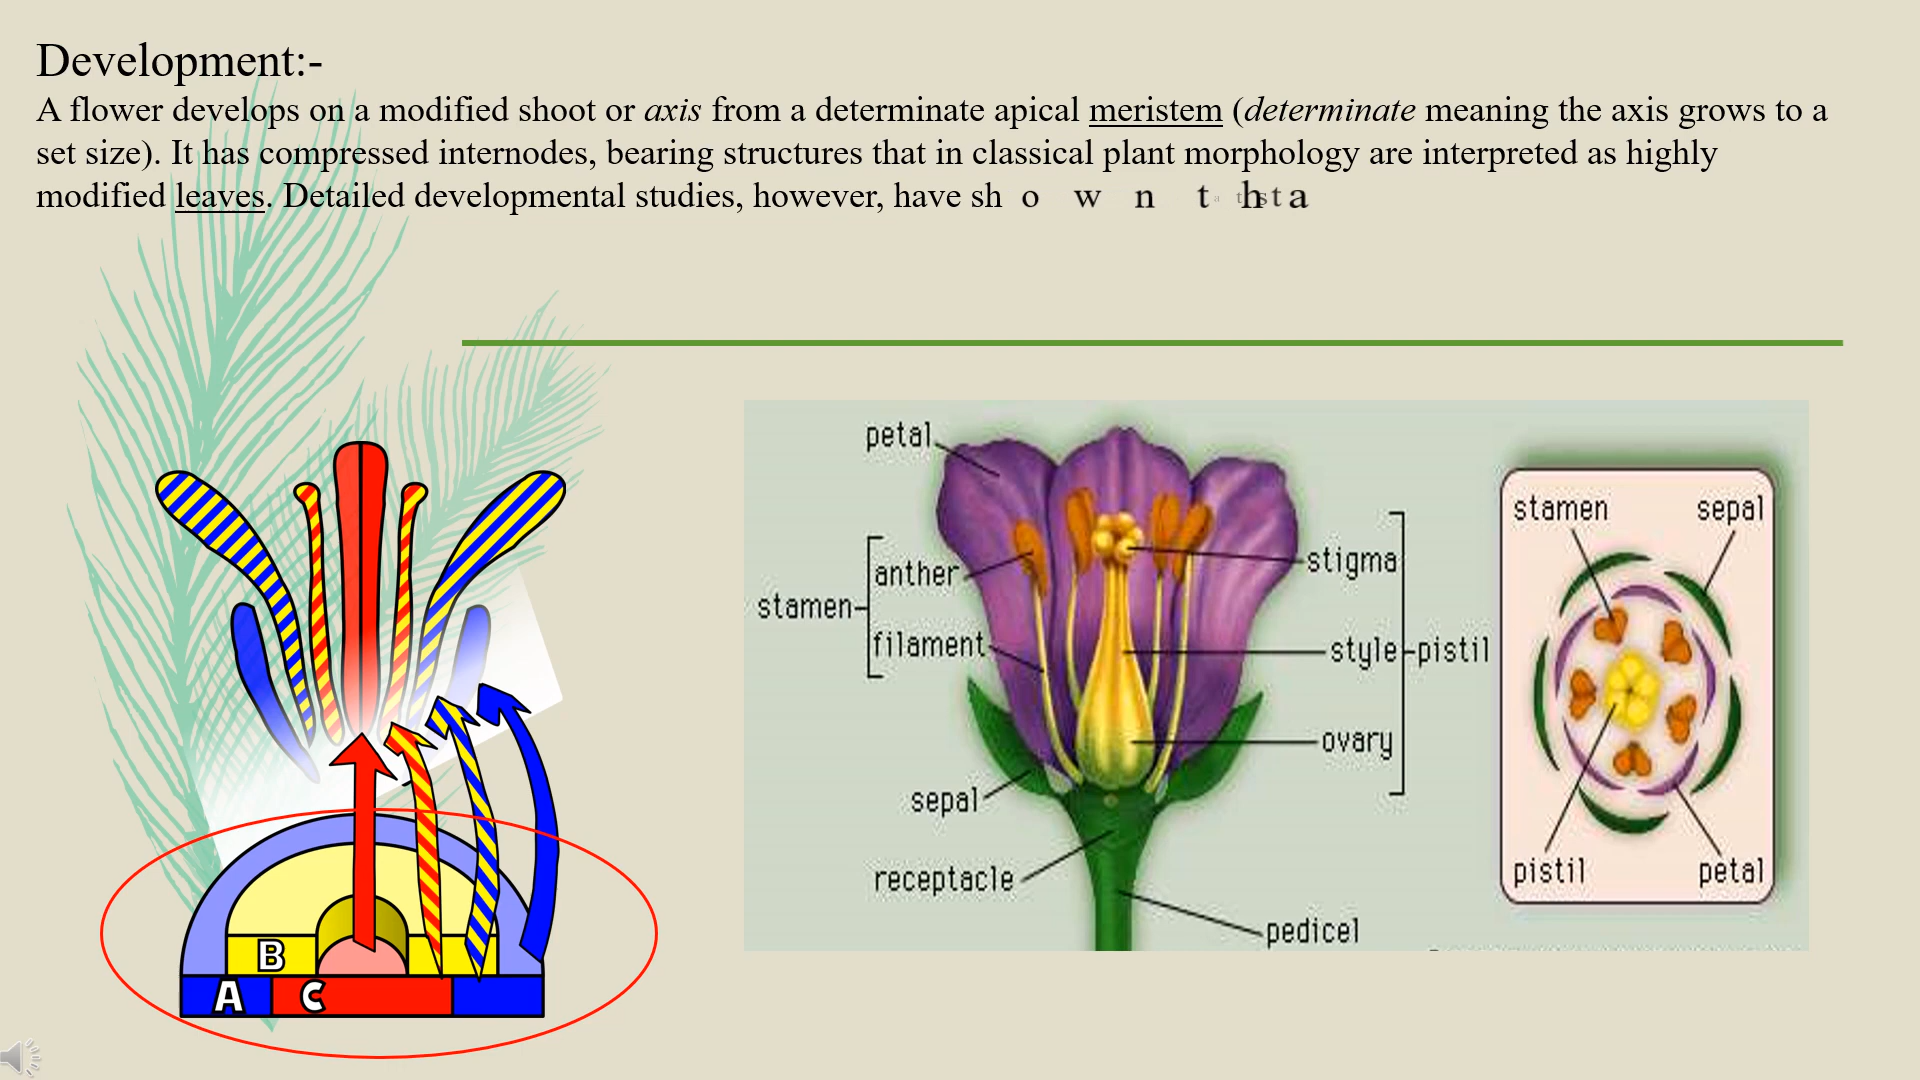 Development:-
A flower develops on a modified shoot or axis from a determinate apical meristem (determinate meaning the axis grows to a
set size). It has compressed internodes, bearing structures that in classical plant morphology are interpreted as highly
modified leaves. Detailed developmental studies, however, have shown tha
petal
anther
stamen
filament
sepal
receptacle
stigma
style
pistil
ovary
pedicel
stamen
sepal
pistil
petal
B
A
C